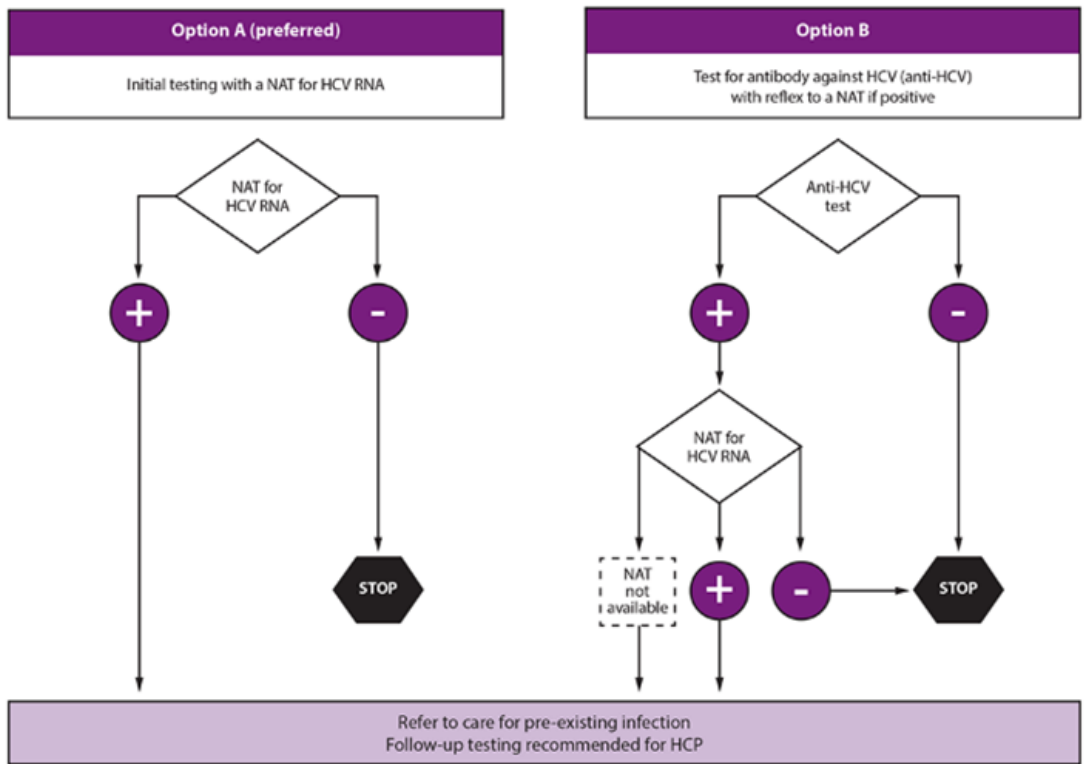 Option A (preferred)
Initial testing with a NAT for HCV RNA
NAT for
HCV RNA
+
-
STOP
Option B
Test for antibody against HCV (anti-HCV)
with reflex to a NAT if positive
Anti-HCV
test
+
-
NAT for
HCV RNA
NAT
not
available
+
-
STOP
Refer to care for pre-existing infection
Follow-up testing recommended for HCP